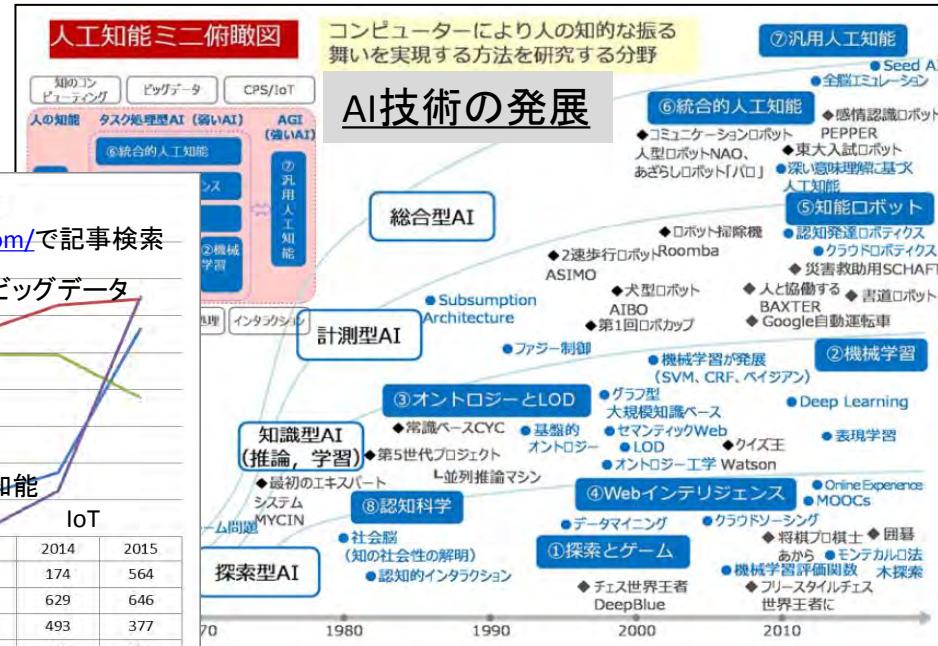 人工知能ミニ俯瞰図
コンピューターにより人の知的な振る
舞いを実現する方法を研究する分野
AI技術の発展
知のコン
ピューティング
ビッグデータ
CPS/IoT
人の知能
タスク処理型AI（弱いAI）
AGI
（強いAI）
⑥統合的人工知能
ンス
②機械
学習
⑦
汎
用
人
工
知
能
処理
インタラクション
om/で記事検索
ビッグデータ
知能
IoT
2014 2015
174 564
629 646
493 377
⑦汎用人工知能
●Seed AI
●全脳エミュレーション
⑥統合的人工知能
◆感情認識ロボット
PEPPER
◆コミュニケーションロボット
人型ロボットNAO、
あざらしロボット「パロ」
◆東大入試ロボット
●深い意味理解に基づく
人工知能
総合型AI
⑤知能ロボット
◆ロボット掃除機
Roomba
●認知発達ロボティクス
●クラウドロボティクス
◆2速歩行ロボット
ASIMO
◆災害救助用SCHAFT
◆犬型ロボット
AIBO
◆人と協働する
BAXTER
◆書道ロボット
●Subsumption
Architecture
◆第1回ロボカップ
◆Google自動運転車
計測型AI
●ファジー制御
②機械学習
●機械学習が発展
(SVM、CRF、ベイジアン)
③オントロジーとLOD
●グラフ型
大規模知識ベース
●Deep Learning
知識型AI
(推論，学習)
◆常識ベースCYC
●基盤的
オントロジー
●セマンティックWeb
●LOD
◆クイズ王
Watson
●表現学習
◆第5世代プロジェクト
┗並列推論マシン
●オントロジー工学
◆最初のエキスパート
システム
MYCIN
④Webインテリジェンス
●Online Experience
●MOOCs
⑧認知科学
ーム問題
●データマイニング
●クラウドソーシング
●社会脳
(知の社会性の解明)
①探索とゲーム
◆将棋プロ棋士
あから
◆囲碁
●モンテカルロ法
木探索
探索型AI
●認知的インタラクション
●機械学習評価関数
◆チェス世界王者
DeepBlue
◆フリースタイルチェス
世界王者に
70 1980 1990 2000 2010